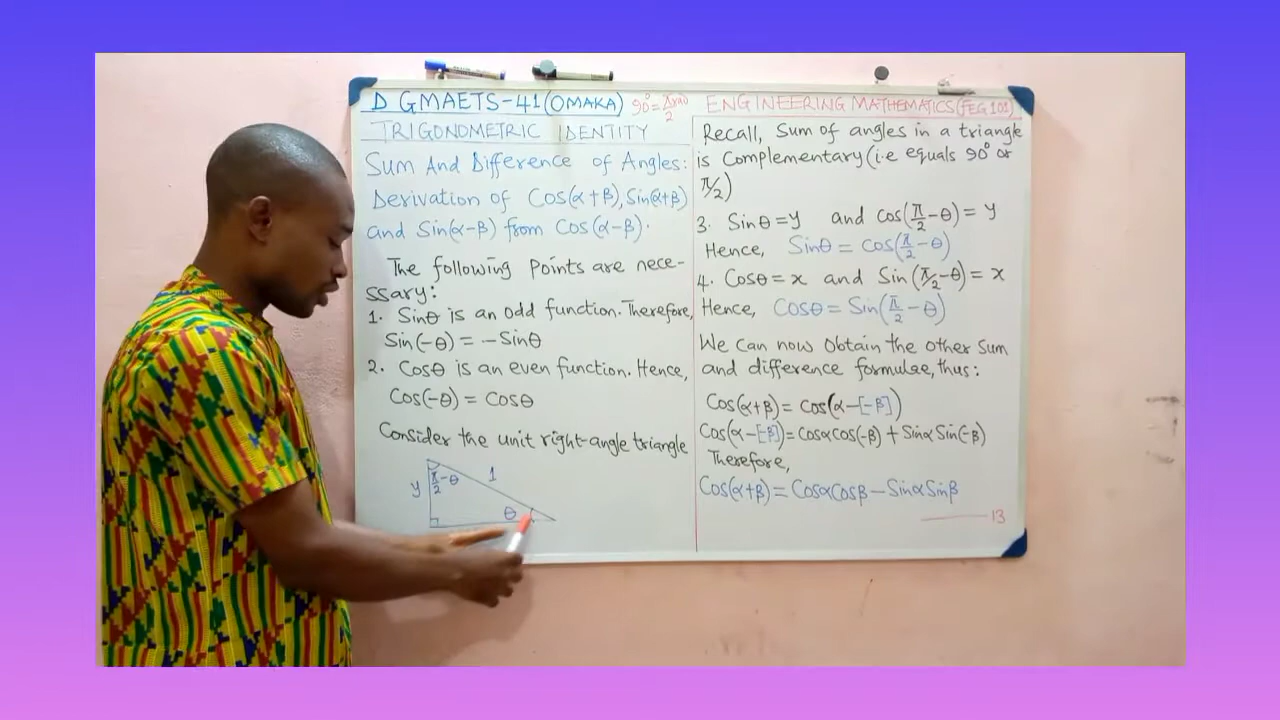 D GMAETS-41(OMAKA)
90° = π rad/2
TRIGONOMETRIC IDENTITY
Sum And Difference of Angles:
Derivation of Cos(α+β), Sin(α+β)
and Sin(α-β) from Cos(α-β).
The following Points are nece-
ssary:
1. Sinθ is an odd function. Therefore,
Sin(-θ) = -Sinθ
2. Cosθ is an even function. Hence,
Cos(-θ) = Cosθ
Consider the unit right-angle triangle
y
π/2 -θ
1
θ
ENGINEERING MATHEMATICS (FEG 101)
Recall, Sum of angles in a triangle
is Complementary (i.e equals 90° or
π/2)
3. Sinθ = y and cos(π/2 -θ) = y
Hence, Sinθ = cos(π/2 -θ)
4. Cosθ = x and Sin(π/2 -θ) = x
Hence, Cosθ = Sin(π/2 -θ)
We can now obtain the other Sum
and difference formulae, thus:
Cos(α+β) = Cos(α-[-β])
Cos(α-[-β]) = CosαCos(-β) + Sinα Sin(-β)
Therefore,
Cos(α+β) = CosαCosβ - SinαSinβ
13